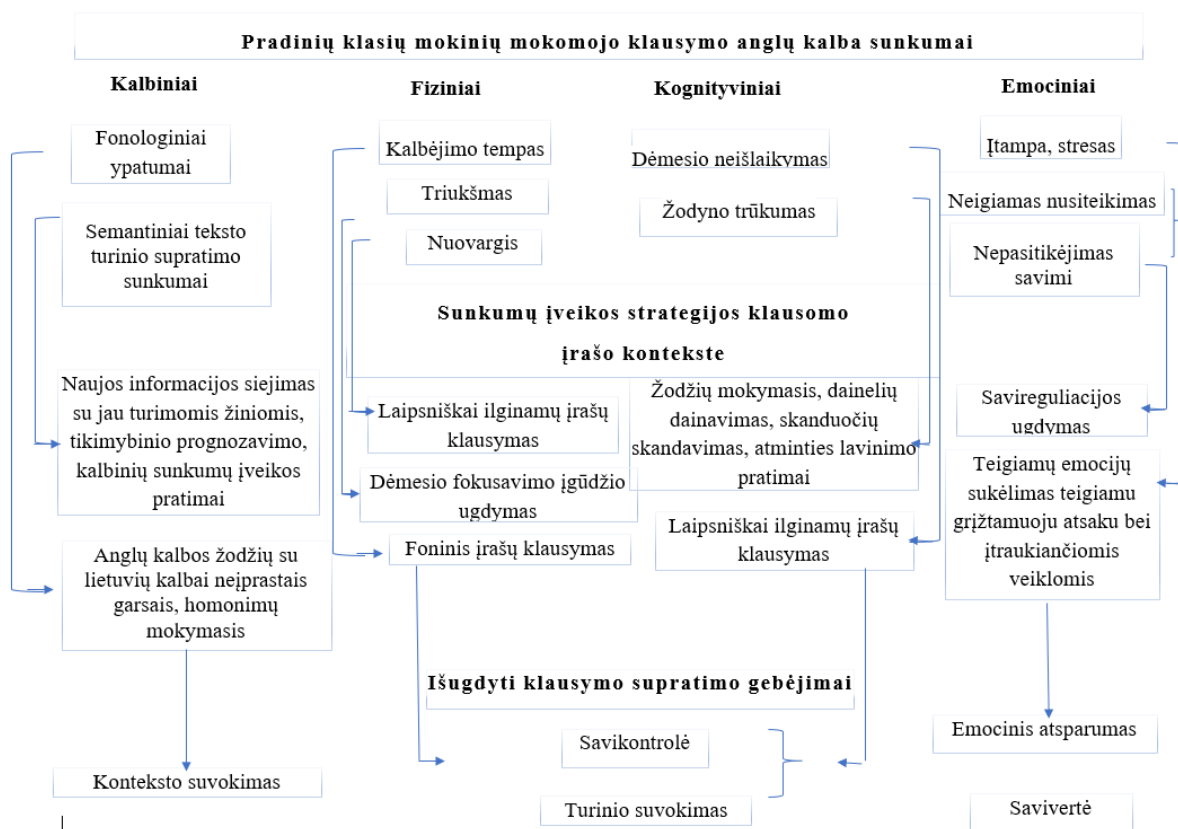 Pradinių klasių mokinių mokomojo klausymo anglų kalba sunkumai
Kalbiniai
Fiziniai
Kognityviniai
Emociniai
Fonologiniai
ypatumai
Kalbėjimo tempas
Dėmesio neišlaikymas
Įtampa, stresas
Triukšmas
Žodyno trūkumas
Neigiamas nusiteikimas
Semantiniai teksto
turinio supratimo
sunkumai
Nuovargis
Nepasitikėjimas
savimi
Sunkumų įveikos strategijos klausomo
įrašo kontekste
Naujos informacijos siejimas
su jau turimomis žiniomis,
tikimybinio prognozavimo,
kalbinių sunkumų įveikos
pratimai
Laipsniškai ilginamų įrašų
klausymas
Žodžių mokymasis, dainelių
dainavimas, skanduočių
skandavimas, atminties lavinimo
pratimai
Savireguliacijos
ugdymas
Dėmesio fokusavimo įgūdžio
ugdymas
Teigiamų emocijų
sukėlimas teigiamu
grįžtamuoju atsaku bei
įtraukiančiomis
veiklomis
Foninis įrašų klausymas
Laipsniškai ilginamų įrašų
klausymas
Anglų kalbos žodžių su
lietuvių kalbai neįprastais
garsais, homonimų
mokymasis
Išugdyti klausymo supratimo gebėjimai
Konteksto suvokimas
Savikontrolė
Turinio suvokimas
Emocinis atsparumas
Savivertė